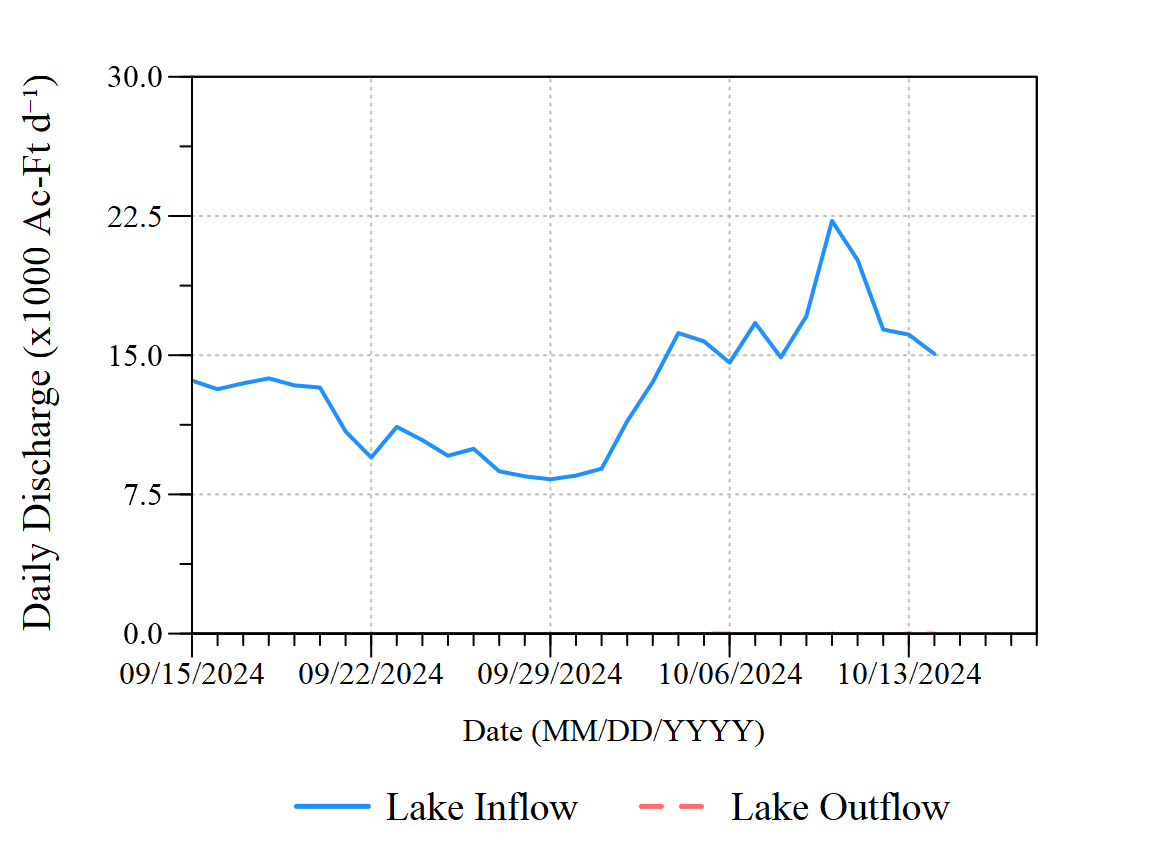 Daily Discharge (x1000 Ac-Ft d⁻¹)
30.0
22.5
15.0
7.5
0.0
09/15/2024 09/22/2024 09/29/2024 10/06/2024 10/13/2024
Date (MM/DD/YYYY)
Lake Inflow Lake Outflow